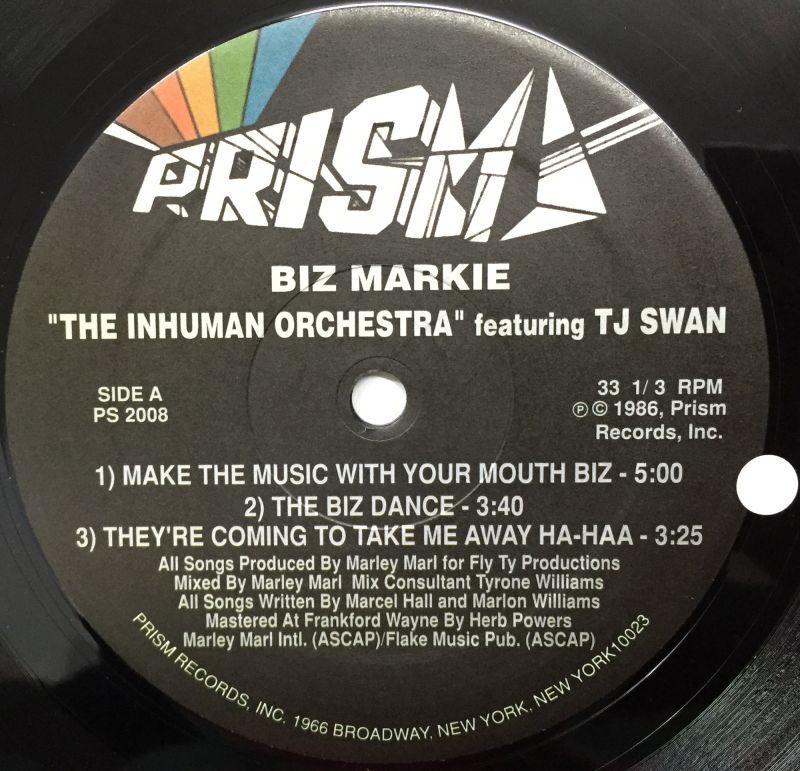 PRISM
BIZ MARKIE
"THE INHUMAN ORCHESTRA" featuring TJ SWAN
SIDE A
PS 2008
33 1/3 RPM
℗ © 1986, Prism
Records, Inc.
1) MAKE THE MUSIC WITH YOUR MOUTH BIZ - 5:00
2) THE BIZ DANCE - 3:40
3) THEY'RE COMING TO TAKE ME AWAY HA-HAA - 3:25
All Songs Produced By Marley Marl for Fly Ty Productions
Mixed By Marley Marl Mix Consultant Tyrone Williams
All Songs Written By Marcel Hall and Marlon Williams
Mastered At Frankford Wayne By Herb Powers
Marley Marl Intl. (ASCAP)/Flake Music Pub. (ASCAP)
PRISM RECORDS, INC. 1966 BROADWAY, NEW YORK, NEW YORK10023